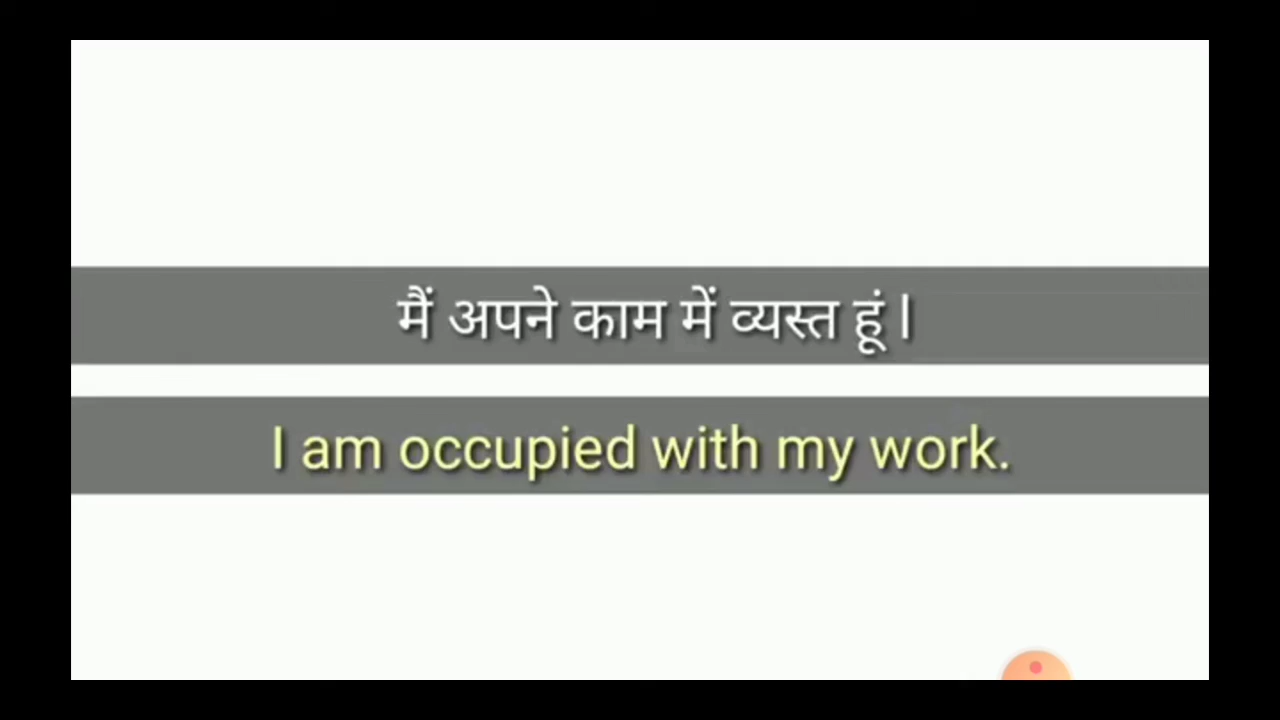 मैं अपने काम में व्यस्त हूं l
I am occupied with my work.